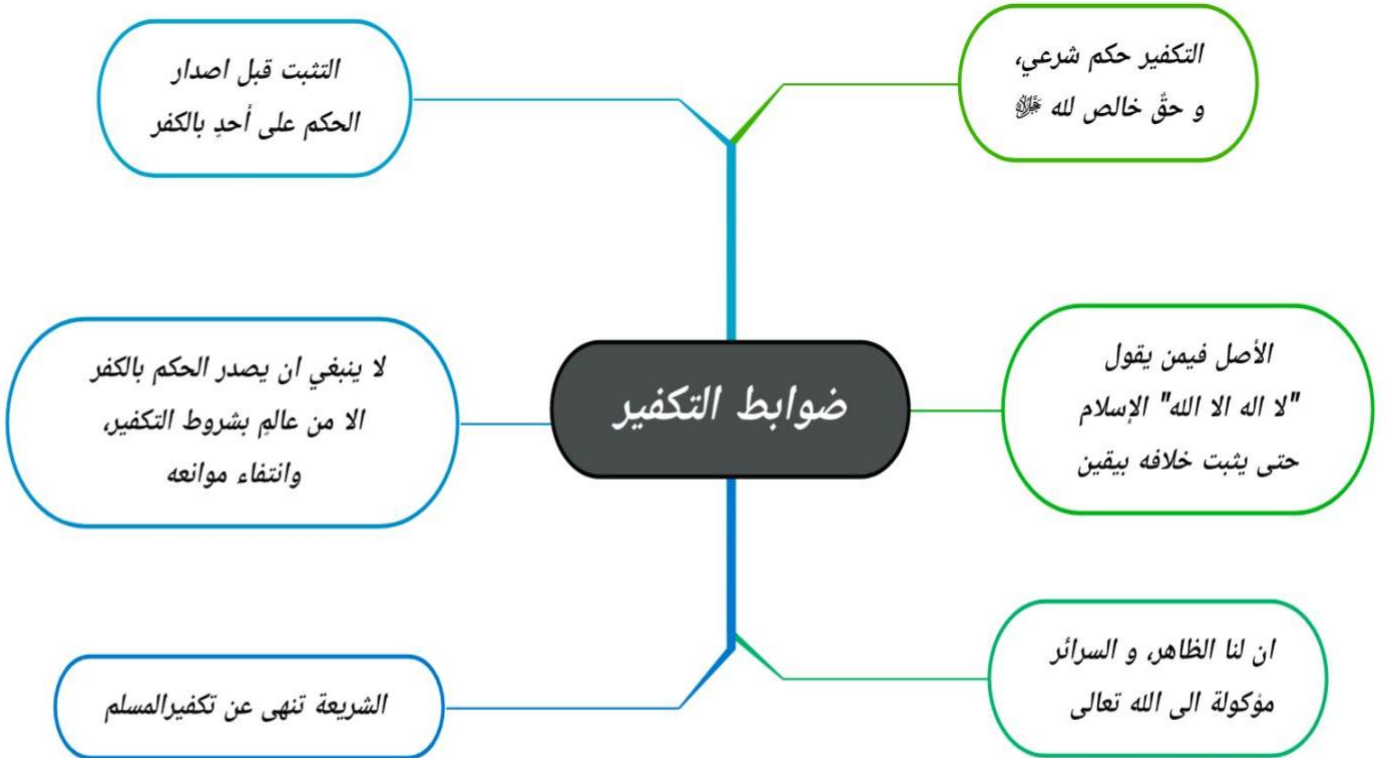 ضوابط التكفير
التكفير حكم شرعي،
و حقٌ خالص لله ﷻ
الأصل فيمن يقول
"لا اله الا الله" الإسلام
حتى يثبت خلافه بيقين
ان لنا الظاهر، و السرائر
مؤكولة الى الله تعالى
التثبت قبل اصدار
الحكم على أحدِ بالكفر
لا ينبغي ان يصدر الحكم بالكفر
الا من عالمٍ بشروط التكفير،
وانتفاء موانعه
الشريعة تنهى عن تكفيرالمسلم